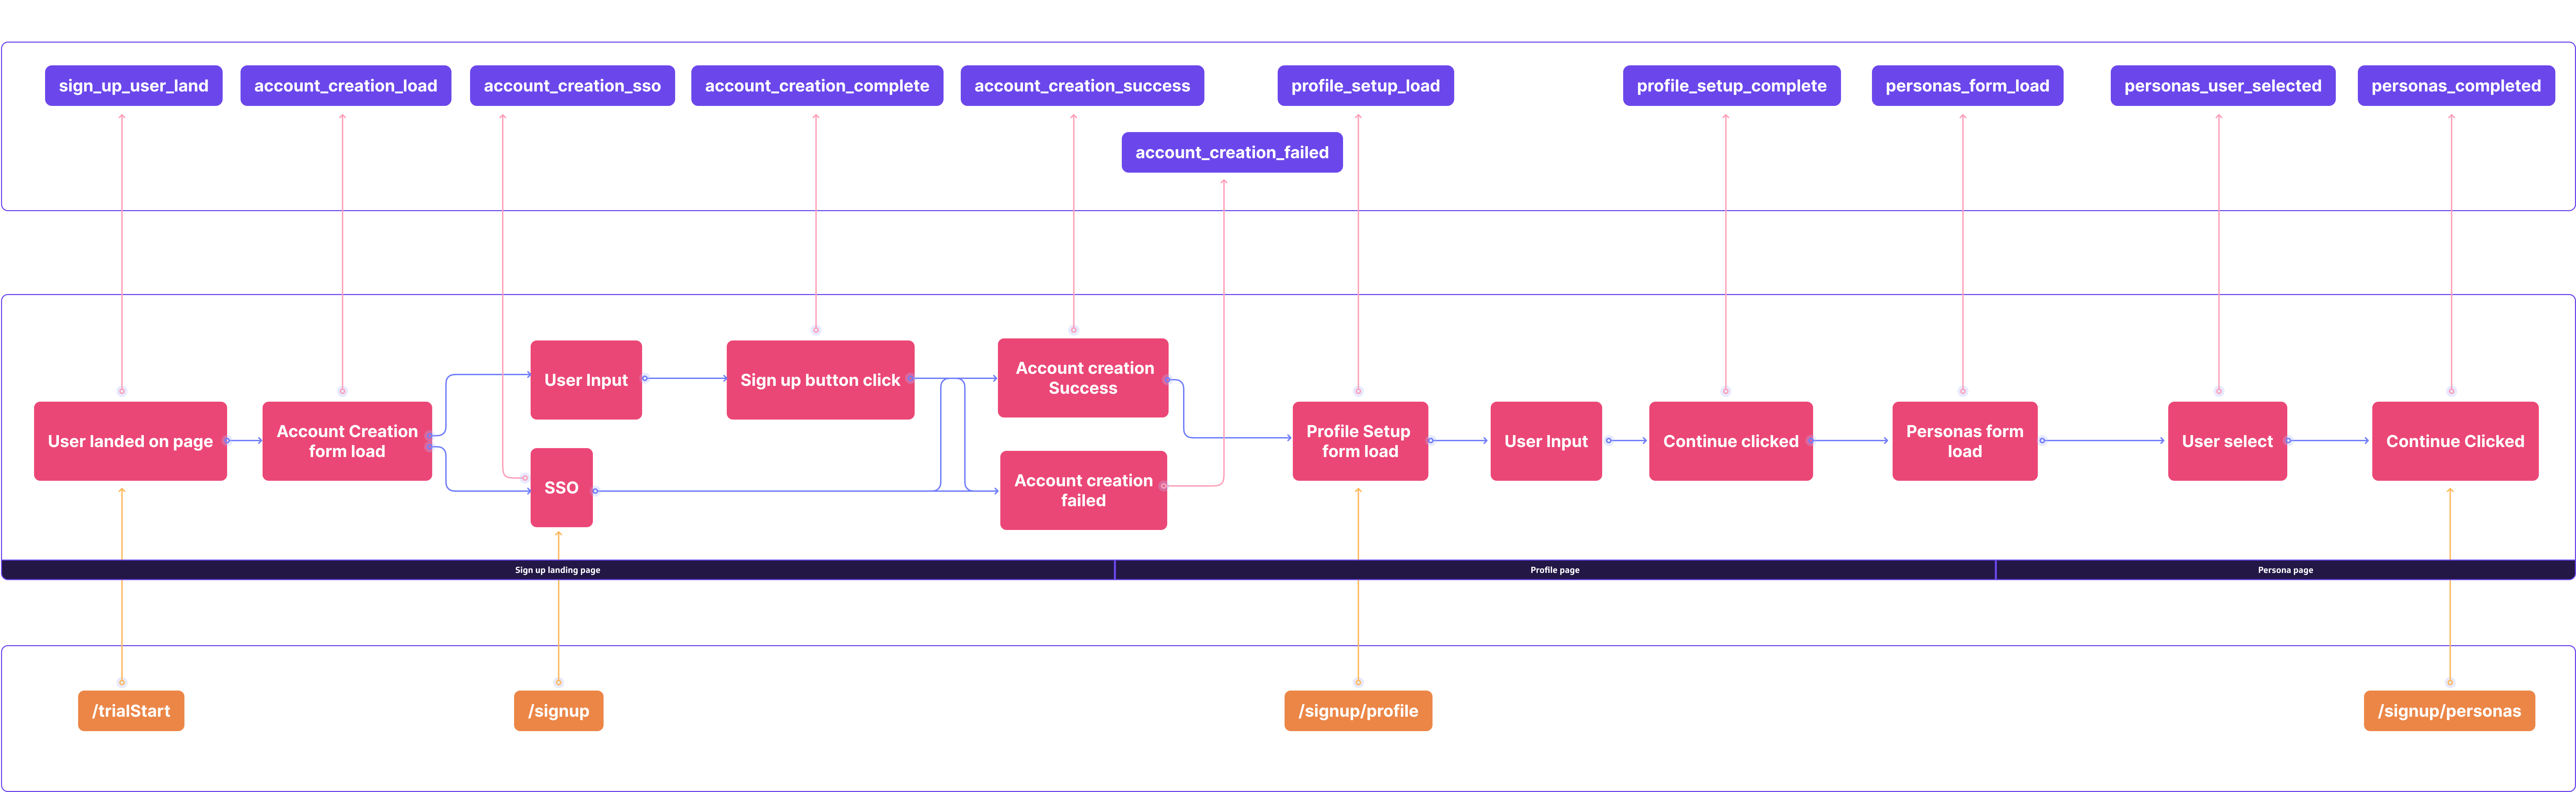 sign_up_user_land
account_creation_load
account_creation_sso
account_creation_complete
account_creation_success
profile_setup_load
profile_setup_complete
personas_form_load
personas_user_selected
personas_completed
account_creation_failed
User landed on page
Account Creation
form load
User Input
SSO
Sign up button click
Account creation
Success
Account creation
failed
Profile Setup
form load
User Input
Continue clicked
Personas form
load
User select
Continue Clicked
Sign up landing page
Profile page
Persona page
/trialStart
/signup
/signup/profile
/signup/personas